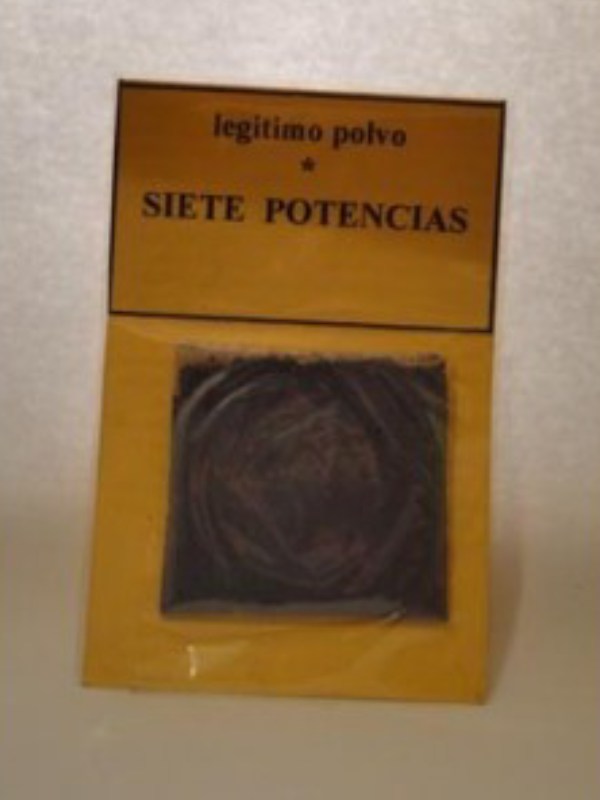 legitimo polvo
*
SIETE POTENCIAS